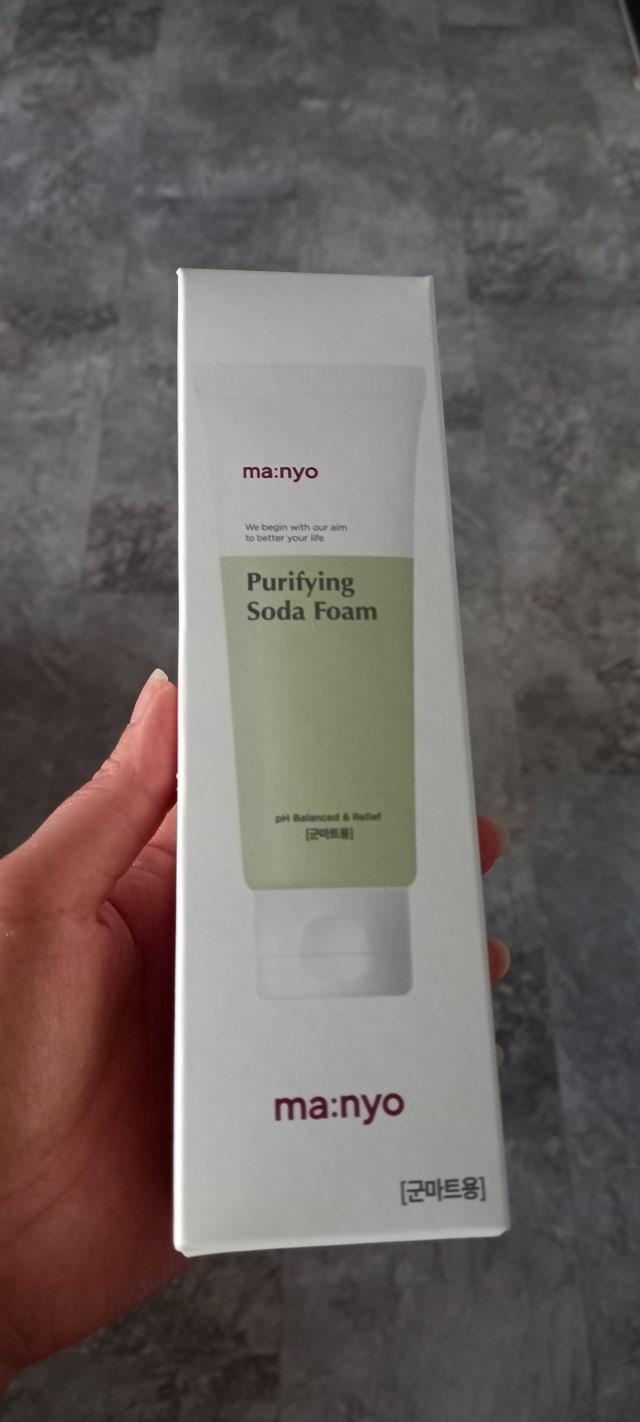 ma:nyo
We begin with our aim
to better your life
Purifying
Soda Foam
pH Balanced & Relief
[군마트용]
ma:nyo
[군마트용]